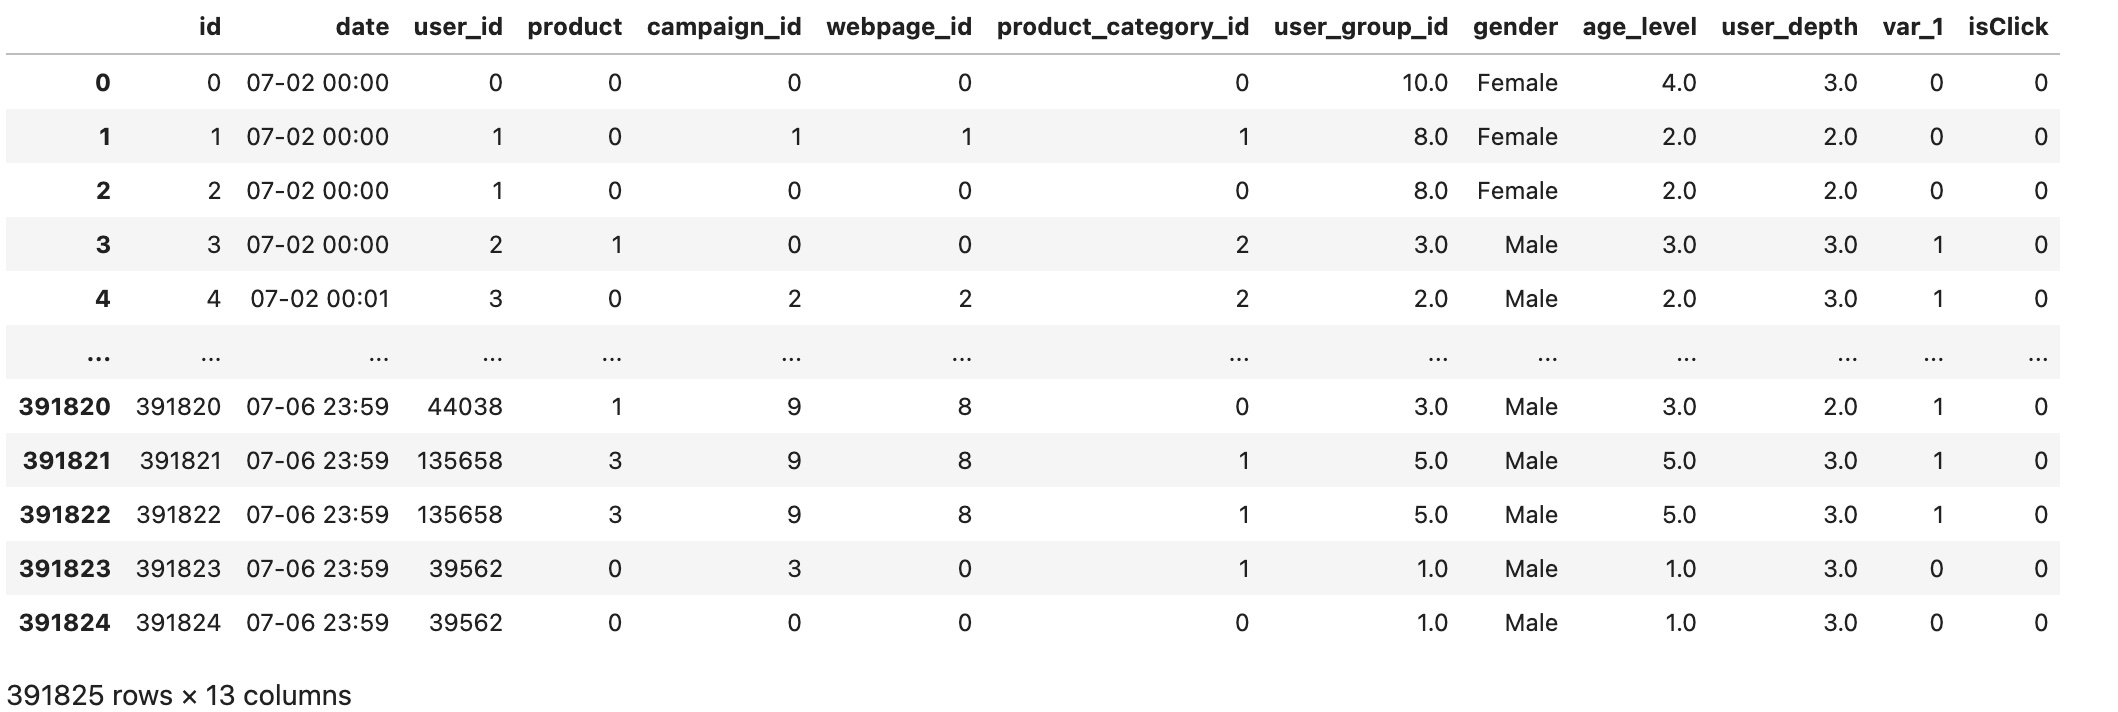 id date user_id product campaign_id webpage_id product_category_id user_group_id gender age_level user_depth var_1 isClick
0 0 07-02 00:00 0 0 0 0 0 10.0 Female 4.0 3.0 0 0
1 1 07-02 00:00 1 0 1 1 1 8.0 Female 2.0 2.0 0 0
2 2 07-02 00:00 1 0 0 0 0 8.0 Female 2.0 2.0 0 0
3 3 07-02 00:00 2 1 0 0 2 3.0 Male 3.0 3.0 1 0
4 4 07-02 00:01 3 0 2 2 2 2.0 Male 2.0 3.0 1 0
... ... ... ... ... ... ... ... ... ... ... ... ... ...
391820 391820 07-06 23:59 44038 1 9 8 0 3.0 Male 3.0 2.0 1 0
391821 391821 07-06 23:59 135658 3 9 8 1 5.0 Male 5.0 3.0 1 0
391822 391822 07-06 23:59 135658 3 9 8 1 5.0 Male 5.0 3.0 1 0
391823 391823 07-06 23:59 39562 0 3 0 1 1.0 Male 1.0 3.0 0 0
391824 391824 07-06 23:59 39562 0 0 0 0 1.0 Male 1.0 3.0 0 0
391825 rows × 13 columns